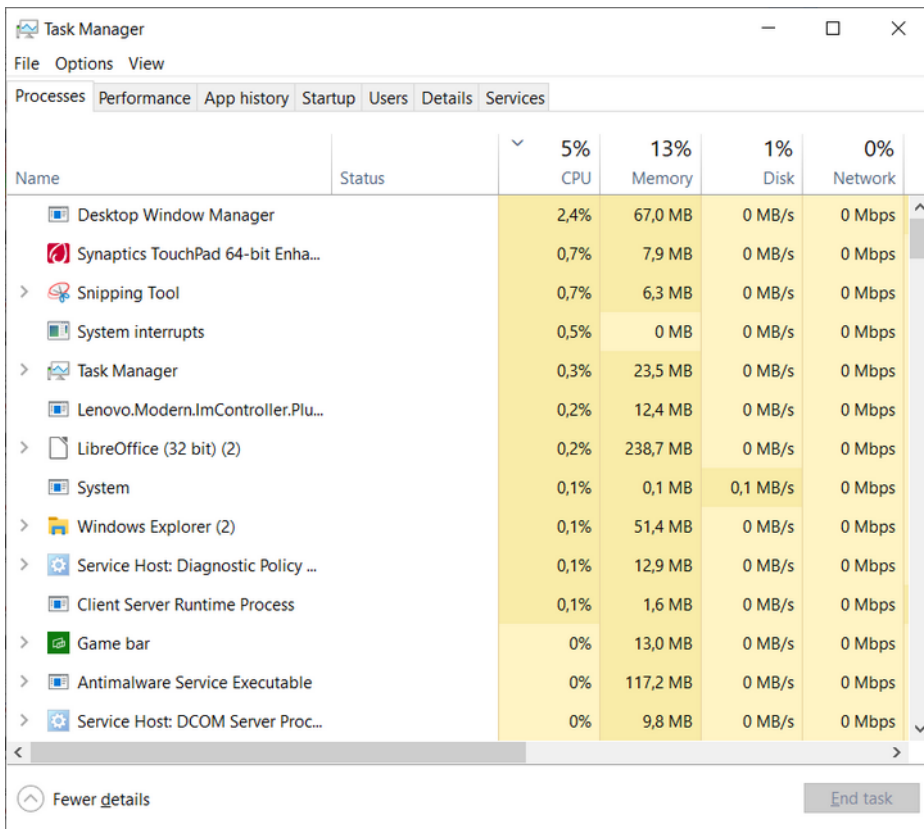 Task Manager
File Options View
Processes Performance App history Startup Users Details Services
5% 13% 1% 0%
Name Status CPU Memory Disk Network
Desktop Window Manager 2,4% 67,0 MB 0 MB/s 0 Mbps
Synaptics TouchPad 64-bit Enha... 0,7% 7,9 MB 0 MB/s 0 Mbps
Snipping Tool 0,7% 6,3 MB 0 MB/s 0 Mbps
System interrupts 0,5% 0 MB 0 MB/s 0 Mbps
Task Manager 0,3% 23,5 MB 0 MB/s 0 Mbps
Lenovo.Modern.ImController.Plu... 0,2% 12,4 MB 0 MB/s 0 Mbps
LibreOffice (32 bit) (2) 0,2% 238,7 MB 0 MB/s 0 Mbps
System 0,1% 0,1 MB 0,1 MB/s 0 Mbps
Windows Explorer (2) 0,1% 51,4 MB 0 MB/s 0 Mbps
Service Host: Diagnostic Policy ... 0,1% 12,9 MB 0 MB/s 0 Mbps
Client Server Runtime Process 0,1% 1,6 MB 0 MB/s 0 Mbps
Game bar 0% 13,0 MB 0 MB/s 0 Mbps
Antimalware Service Executable 0% 117,2 MB 0 MB/s 0 Mbps
Service Host: DCOM Server Proc... 0% 9,8 MB 0 MB/s 0 Mbps
Fewer details End task